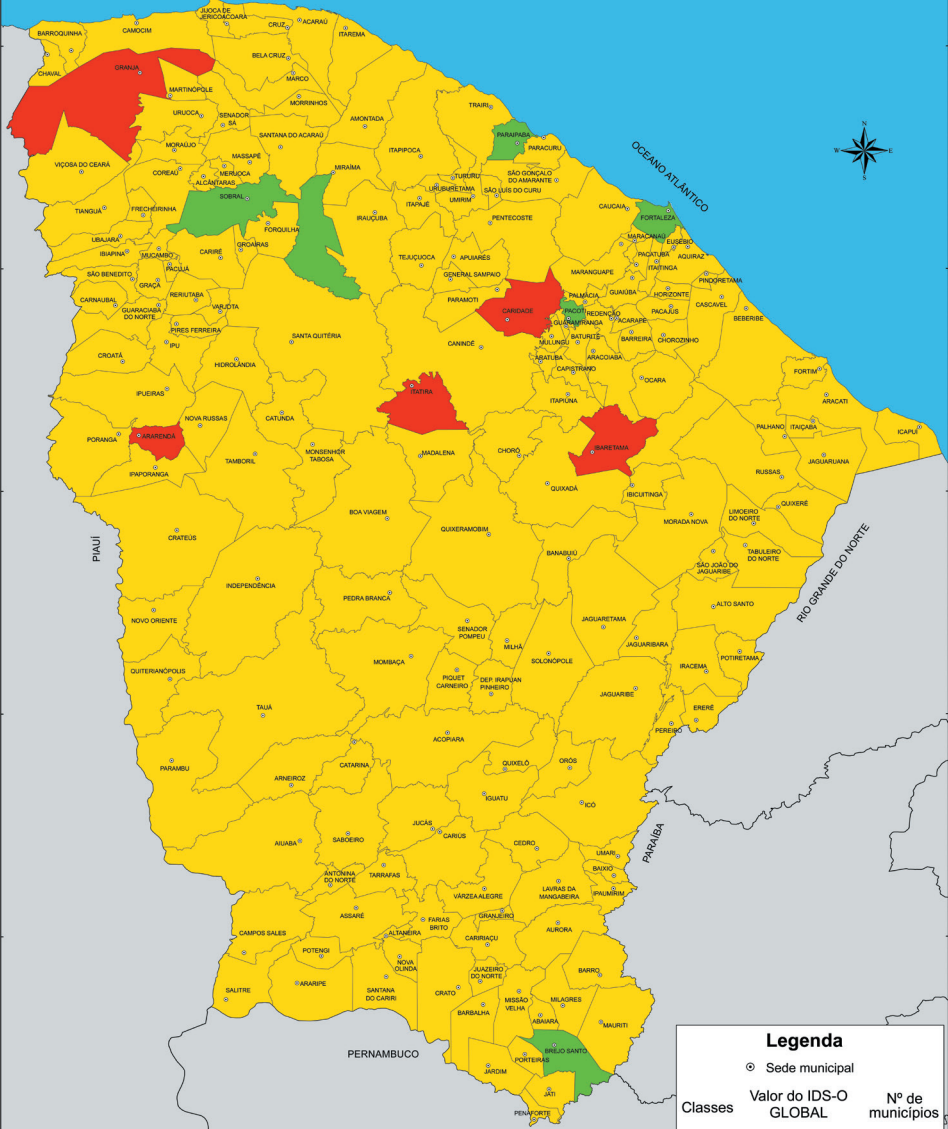 JIJOCA DE
JERICOACOARA
BARROQUINHA
CAMOCIM
CRUZ
ACARAÚ
ITAREMA
CHAVAL
GRANJA
BELA CRUZ
MARCO
MARTINÓPOLE
MORRINHOS
URUOCA
SENADOR
SÁ
AMONTADA
TRAIRI
PARAIPABA
PARACURU
N
W
E
S
OCEANO ATLÂNTICO
MORAÚJO
SANTANA DO ACARAÚ
ITAPIPOCA
VIÇOSA DO CEARÁ
COREAÚ
MASSAPÊ
MERUOCA
ALCÂNTARAS
MIRAÍMA
TURURU
URUBURETAMA
UMIRIM
SÃO GONÇALO
DO AMARANTE
SÃO LUÍS DO CURU
TIANGUÁ
FRECHEIRINHA
SOBRAL
IRAUÇUBA
ITAPAJÉ
PENTECOSTE
CAUCAIA
FORTALEZA
FORQUILHA
UBAJARA
IBIAPINA
MUCAMBO
PACUJÁ
CARIRÉ
GROAÍRAS
TEJUÇUOCA
APUIARÉS
GENERAL SAMPAIO
MARACANAÚ
EUSÉBIO
PACATUBA
AQUIRAZ
ITAITINGA
SÃO BENEDITO
GRAÇA
MARANGUAPE
PINDORETAMA
GUAIÚBA
HORIZONTE
CARNAUBAL
RERIUTABA
VARJOTA
GUARACIABA
DO NORTE
PARAMOTI
CARIDADE
PALMÁCIA
PACOTI
REDENÇÃO
GUARAMIRANGA
ACARAPE
PACAJUS
CASCAVEL
BEBERIBE
PIRES FERREIRA
IPU
SANTA QUITÉRIA
CANINDÉ
MULUNGU
BATURITÉ
BARREIRA
CHOROZINHO
CROATÁ
HIDROLÂNDIA
ARATUBA
ARACOIABA
CAPISTRANO
OCARA
FORTIM
IPUEIRAS
ITATIRA
ITAPIÚNA
ARACATI
NOVA RUSSAS
CATUNDA
PORANGA
ARARENDÁ
PALHANO
ITAIÇABA
ICAPUÍ
MONSENHOR
TABOSA
MADALENA
CHORÓ
IBARETAMA
TAMBORIL
IPAPORANGA
JAGUARUANA
RUSSAS
QUIXADÁ
IBICUITINGA
BOA VIAGEM
QUIXERAMOBIM
MORADA NOVA
LIMOEIRO
DO NORTE
QUIXERÉ
CRATEÚS
PIAUÍ
BANABUIÚ
SÃO JOÃO DO
JAGUARIBE
TABULEIRO
DO NORTE
RIO GRANDE DO NORTE
INDEPENDÊNCIA
PEDRA BRANCA
NOVO ORIENTE
ALTO SANTO
SENADOR
POMPEU
MILHÃ
JAGUARETAMA
JAGUARIBARA
QUITERIANÓPOLIS
MOMBAÇA
PIQUET
CARNEIRO
DEP. IRAPUAN
PINHEIRO
SOLONÓPOLE
IRACEMA
POTIRETAMA
JAGUARIBE
TAUÁ
ERERÊ
PEREIRO
ACOPIARA
PARAMBU
CATARINA
ARNEIROZ
QUIXELÔ
ORÓS
IGUATU
ICÓ
JUCÁS
CARIÚS
AIUABA
SABOEIRO
CEDRO
UMARI
BAIXIO
IPAUMIRIM
PARAÍBA
ANTONINA
DO NORTE
TARRAFAS
VÁRZEA ALEGRE
LAVRAS DA
MANGABEIRA
ASSARÉ
GRANJEIRO
FARIAS
BRITO
ALTANEIRA
AURORA
CAMPOS SALES
CARIRIAÇU
POTENGI
NOVA
OLINDA
JUAZEIRO
DO NORTE
BARRO
SALITRE
ARARIPE
SANTANA
DO CARIRI
CRATO
BARBALHA
MISSÃO
VELHA
MILAGRES
ABAIARA
MAURITI
PERNAMBUCO
BREJO SANTO
PORTEIRAS
JARDIM
JATI
PENAFORTE
Legenda
Sede municipal
Classes
Valor do IDS-O
GLOBAL
Nº de
municípios